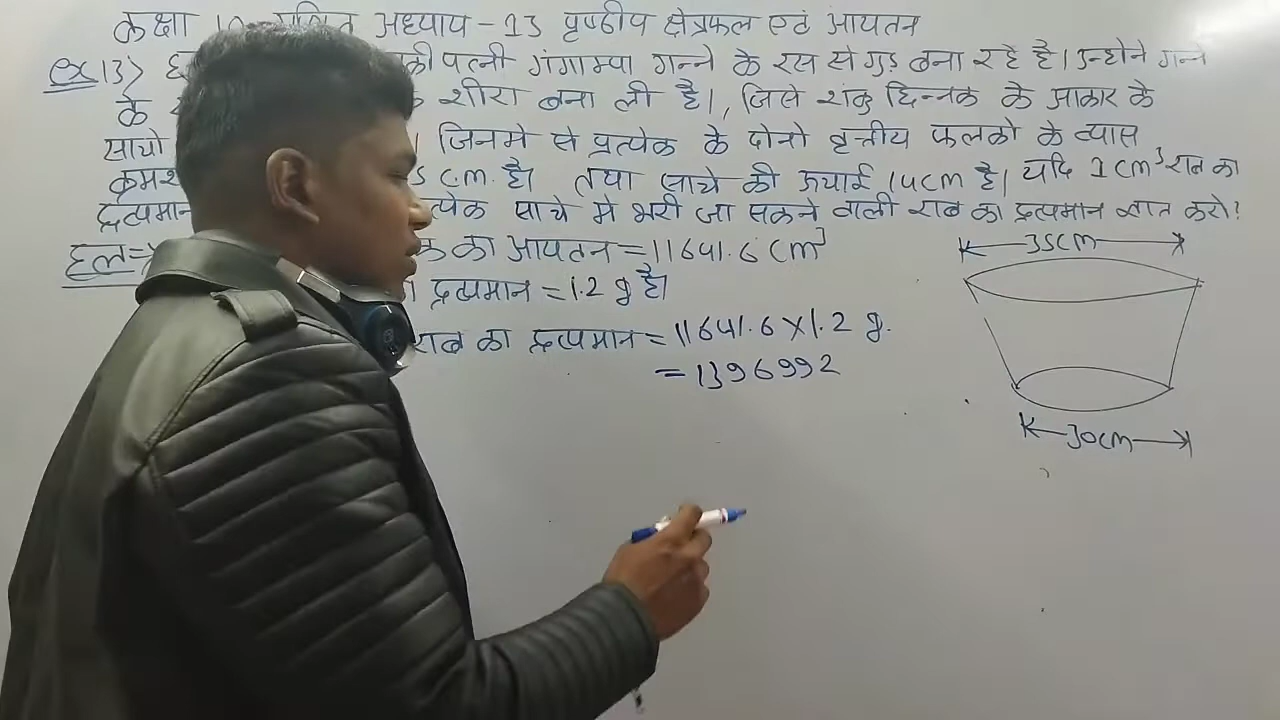 कक्षा 10 गणित अध्याय - 13 पृष्ठीय क्षेत्रफल एवं आयतन
ex 13> की पत्नी गंगाम्पा गन्ने के रस से गुड़ बना रहे है। उन्होने गन्ने
के शीरा बना ली है।, जिसे शंकु छिन्नक के आकार के
साचो जिनमे से प्रत्येक के दोनो वृत्तीय फलको के व्यास
क्रमश 5 cm. है। तथा साचे की ऊचाई 14cm है। यदि 1 cm³ राब का
द्रव्यमान प्रत्येक साचे मे भरी जा सकने वाली राब का द्रव्यमान ज्ञात करो?
हल=> का आयतन = 11641.6 cm³
का द्रव्यमान = 1.2 g है।
राब का द्रव्यमान = 11641.6 X 1.2 g.
= 1396992
35cm
30cm